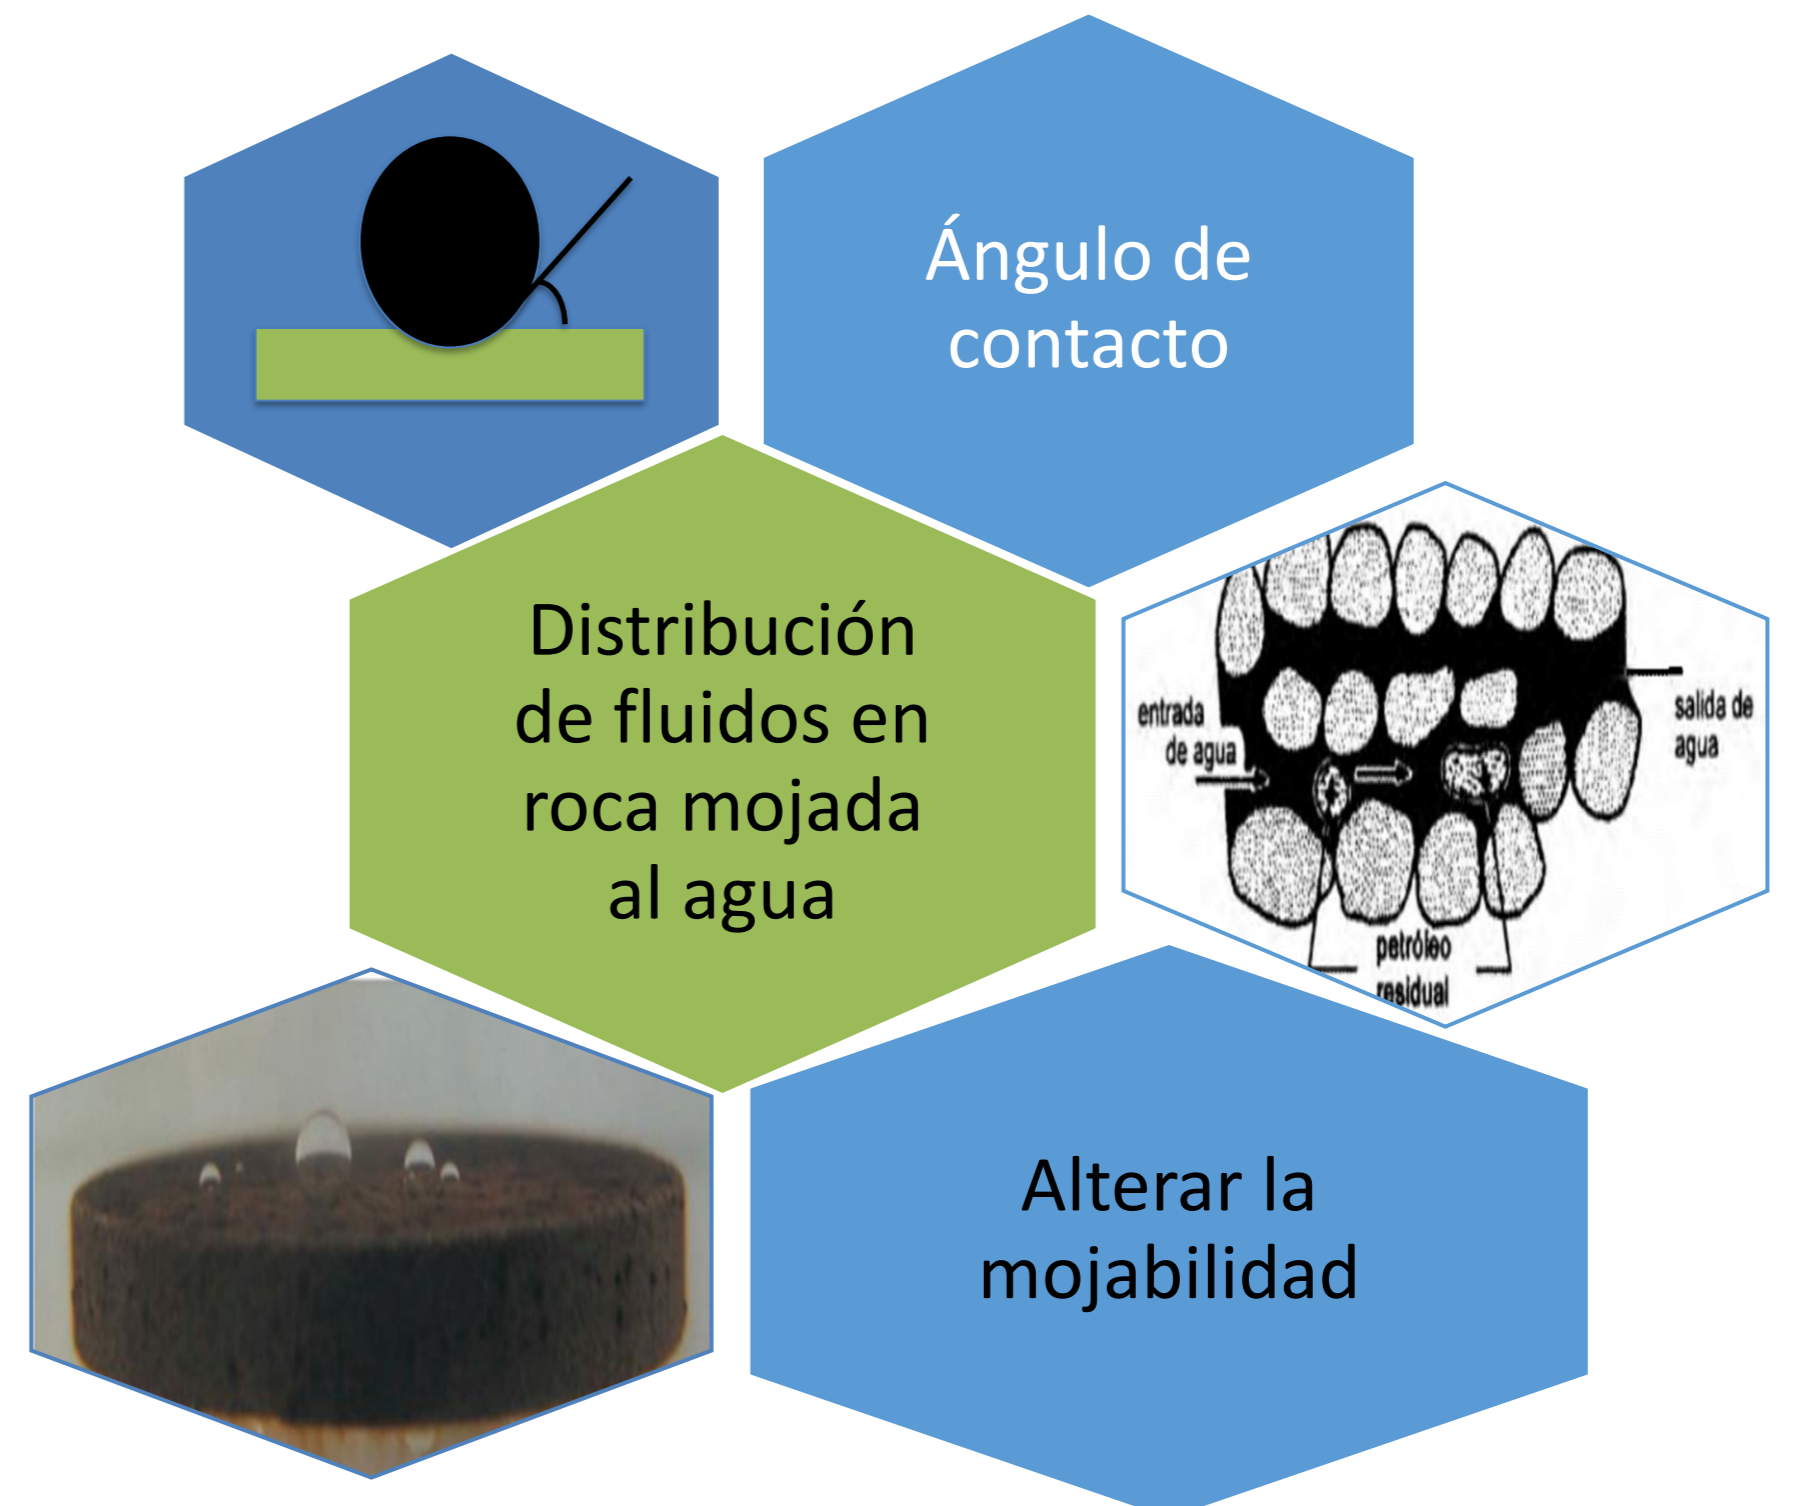 Ángulo de
contacto
Distribución
de fluidos en
roca mojada
al agua
entrada
de agua
salida de
agua
petróleo
residual
Alterar la
mojabilidad